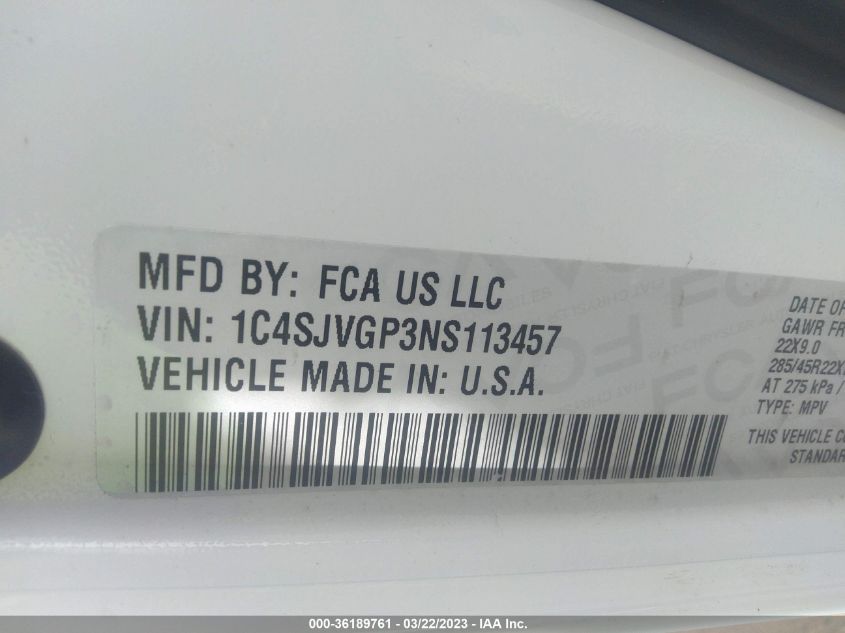 MFD BY: FCA US LLC
VIN: 1C4SJVGP3NS113457
VEHICLE MADE IN: U.S.A.
DATE OF
GAWR FR
22X9.0
285/45R22X
AT 275 kPa /
TYPE: MPV
THIS VEHICLE CO
STANDAR
000-36189761 - 03/22/2023 - IAA Inc.